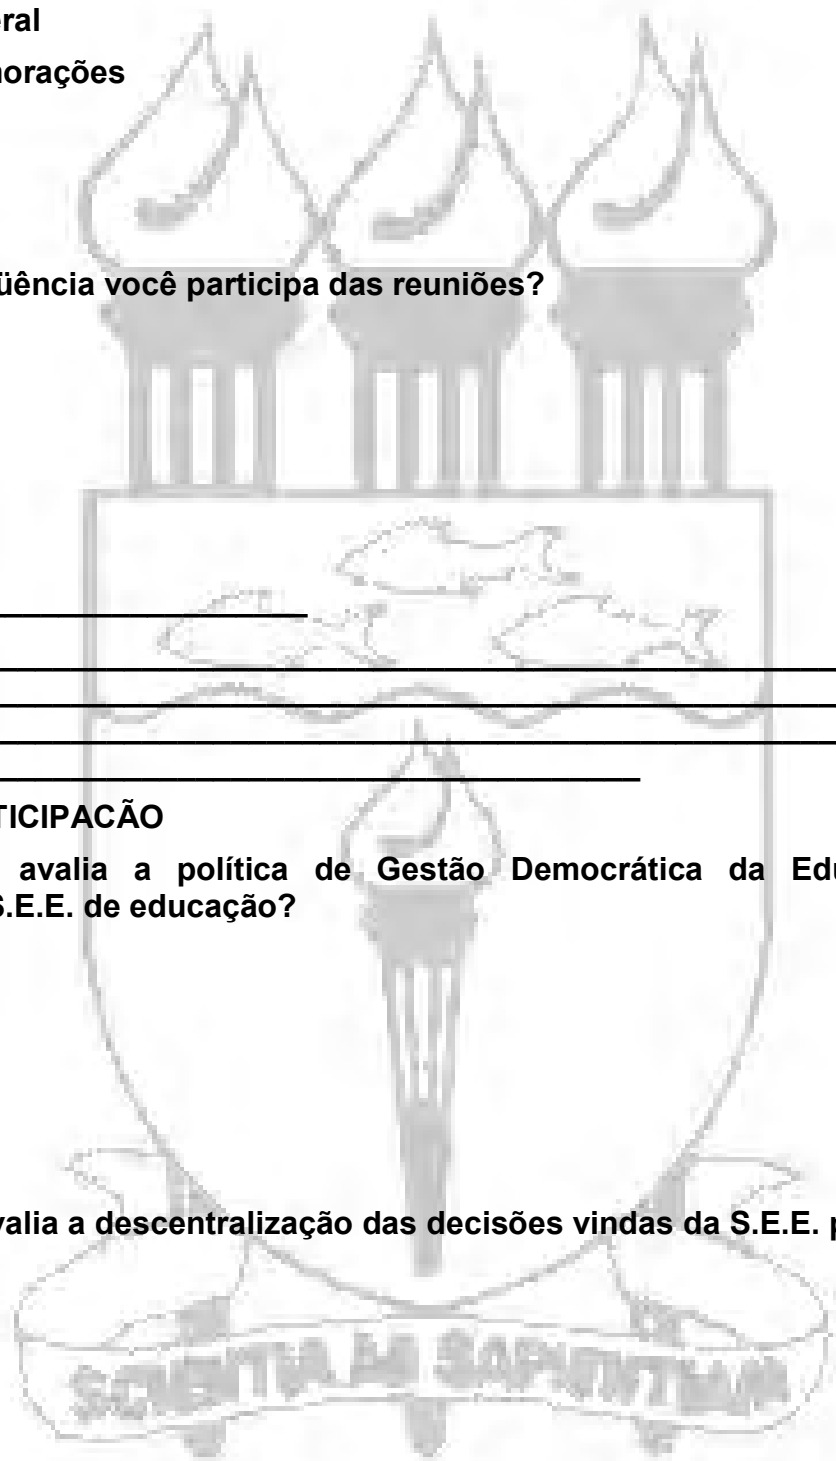 eral
norações
üência você participa das reuniões?
TICIPACÃO
avalia a política de Gestão Democrática da Edu
S.E.E. de educação?
valia a descentralização das decisões vindas da S.E.E. p
SCIENTIA AD SAPIENTIAM